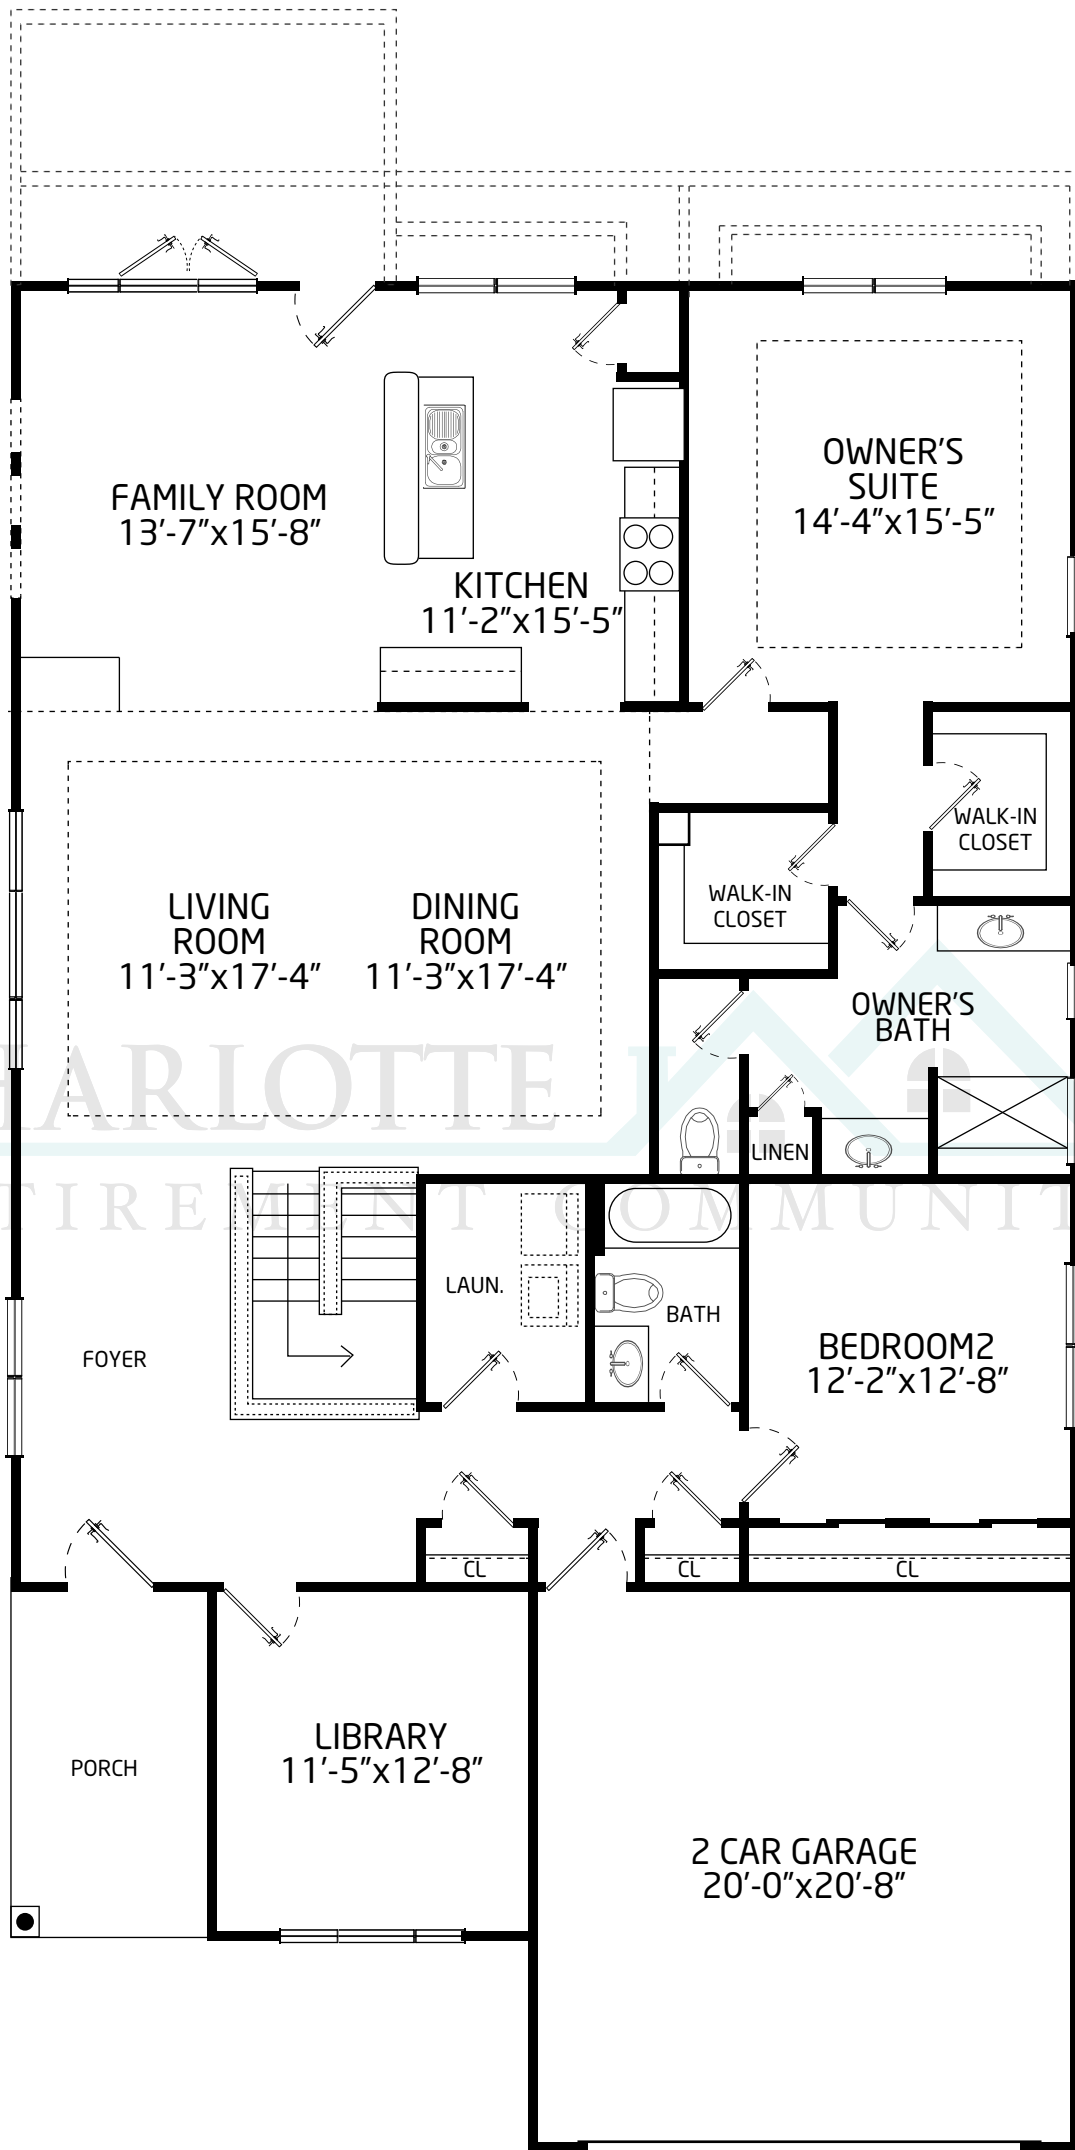 OWNER'S
SUITE
14'-4"x15'-5"
FAMILY ROOM
13'-7"x15'-8"
KITCHEN
11'-2"x15'-5"
WALK-IN
CLOSET
WALK-IN
CLOSET
LIVING
ROOM
11'-3"x17'-4"
DINING
ROOM
11'-3"x17'-4"
OWNER'S
BATH
HARLOTTE
LINEN
TIREMENT COMMUNIT
LAUN.
BATH
FOYER
BEDROOM2
12'-2"x12'-8"
CL
CL
CL
LIBRARY
11'-5"x12'-8"
PORCH
2 CAR GARAGE
20'-0"x20'-8"